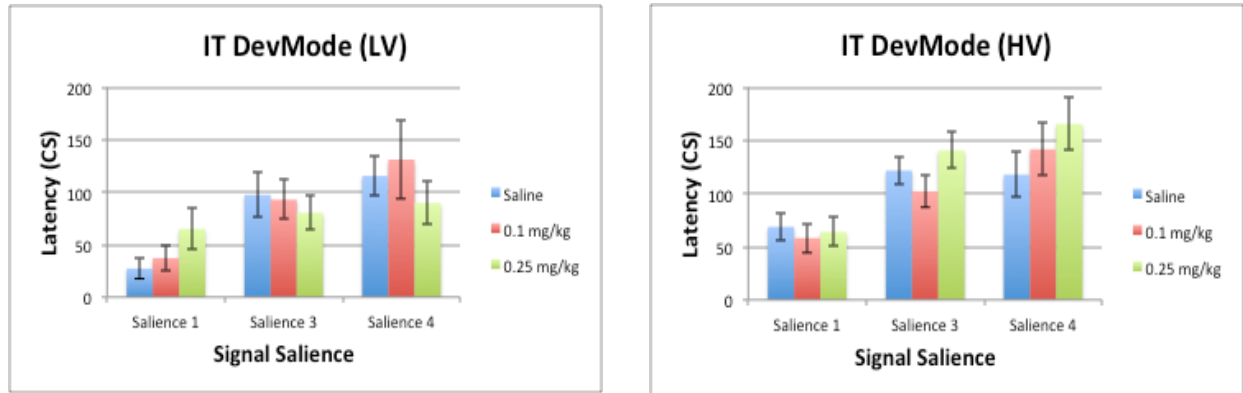 IT DevMode (LV)
200
150
100
50
0
Latency (CS)
Salience 1 Salience 3 Salience 4
Signal Salience
Saline
0.1 mg/kg
0.25 mg/kg
IT DevMode (HV)
200
150
100
50
0
Latency (CS)
Salience 1 Salience 3 Salience 4
Signal Salience
Saline
0.1 mg/kg
0.25 mg/kg